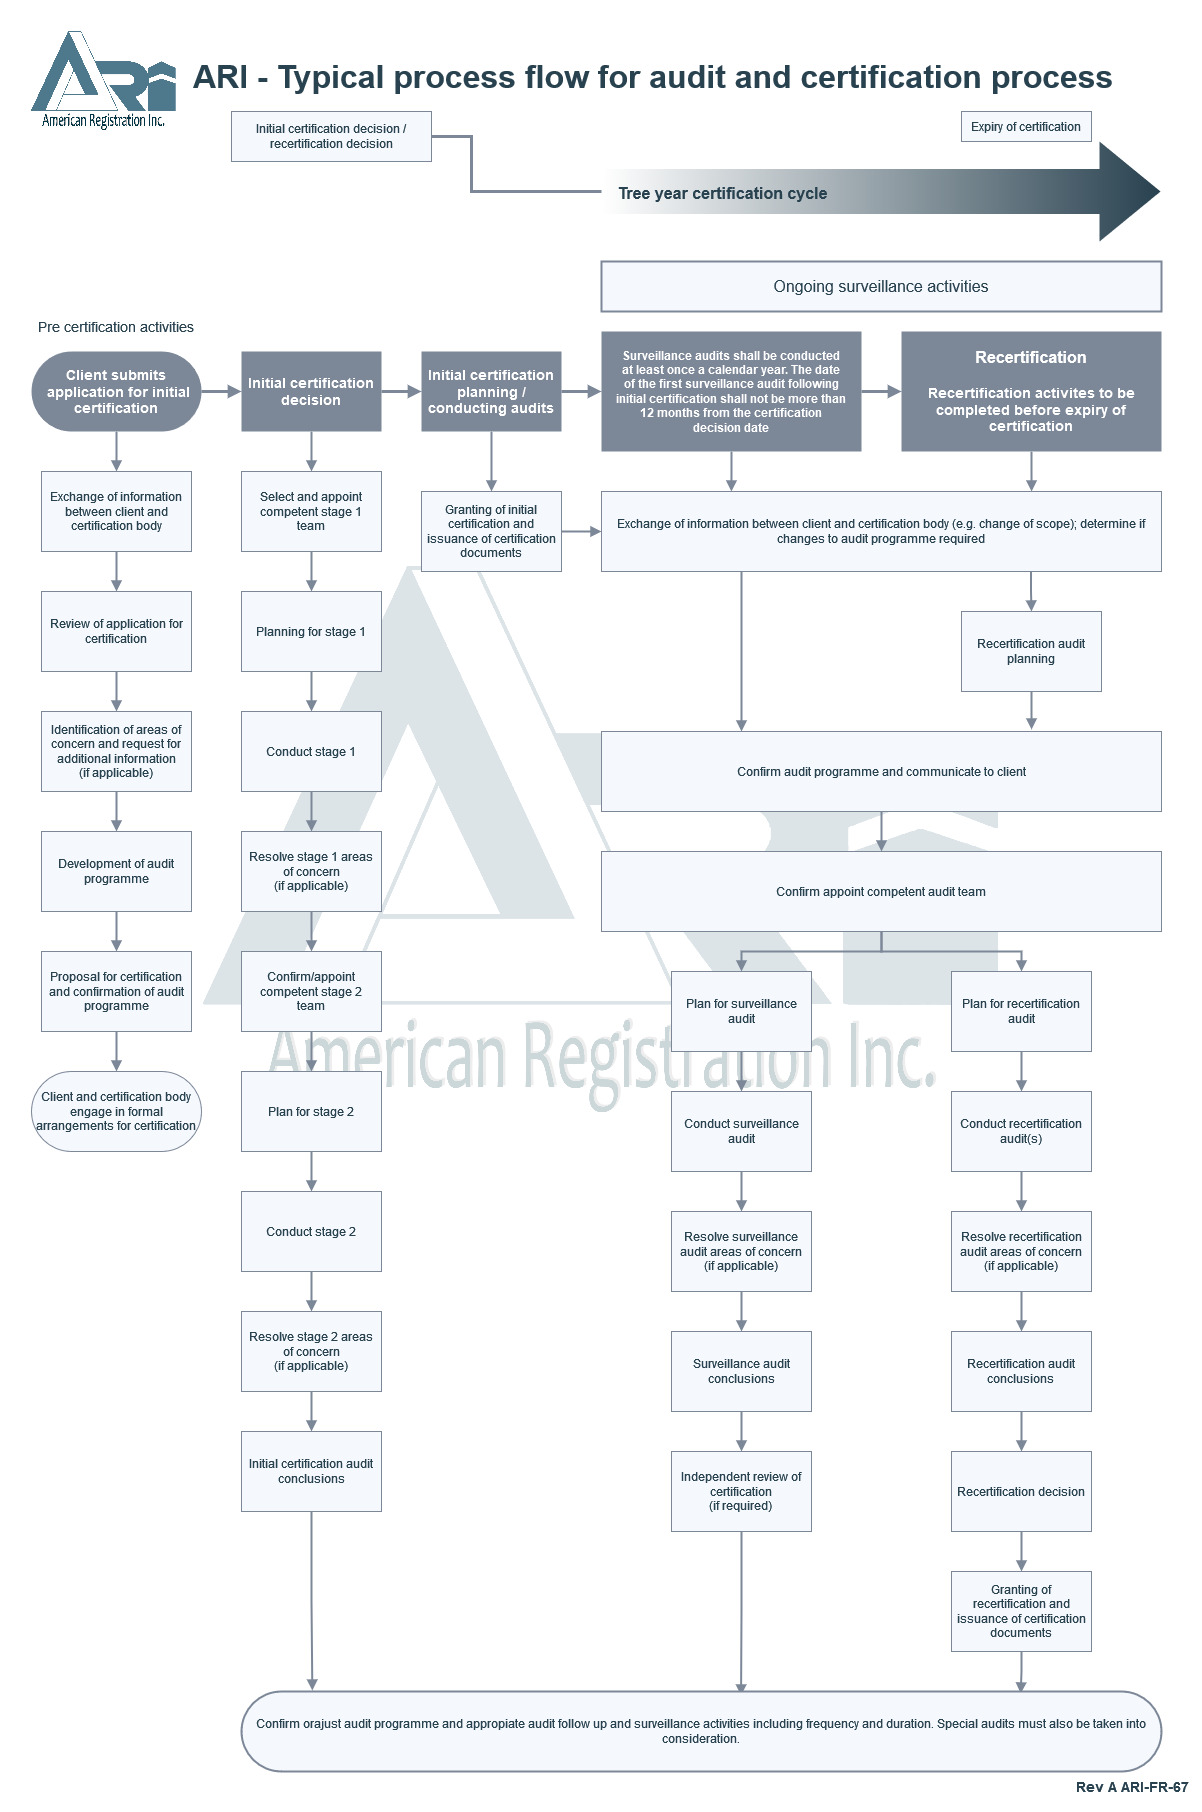 ARi
American Registration Inc.
ARI - Typical process flow for audit and certification process
Initial certification decision /
recertification decision
Expiry of certification
Tree year certification cycle
Ongoing surveillance activities
Pre certification activities
Client submits
application for initial
certification
Initial certification
decision
Initial certification
planning /
conducting audits
Surveillance audits shall be conducted
at least once a calendar year. The date
of the first surveillance audit following
initial certification shall not be more than
12 months from the certification
decision date
Recertification
Recertification activites to be
completed before expiry of
certification
Exchange of information
between client and
certification body
Review of application for
certification
Identification of areas of
concern and request for
additional information
(if applicable)
Development of audit
programme
Proposal for certification
and confirmation of audit
programme
Client and certification body
engage in formal
arrangements for certification
Select and appoint
competent stage 1
team
Planning for stage 1
Conduct stage 1
Resolve stage 1 areas
of concern
(if applicable)
Confirm/appoint
competent stage 2
team
Plan for stage 2
Conduct stage 2
Resolve stage 2 areas
of concern
(if applicable)
Initial certification audit
conclusions
Granting of initial
certification and
issuance of certification
documents
Exchange of information between client and certification body (e.g. change of scope); determine if
changes to audit programme required
Recertification audit
planning
Confirm audit programme and communicate to client
Confirm appoint competent audit team
Plan for surveillance
audit
Conduct surveillance
audit
Resolve surveillance
audit areas of concern
(if applicable)
Surveillance audit
conclusions
Independent review of
certification
(if required)
Plan for recertification
audit
Conduct recertification
audit(s)
Resolve recertification
audit areas of concern
(if applicable)
Recertification audit
conclusions
Recertification decision
Granting of
recertification and
issuance of certification
documents
ARi
American Registration Inc.
Confirm orajust audit programme and appropiate audit follow up and surveillance activities including frequency and duration. Special audits must also be taken into
consideration.
Rev A ARI-FR-67